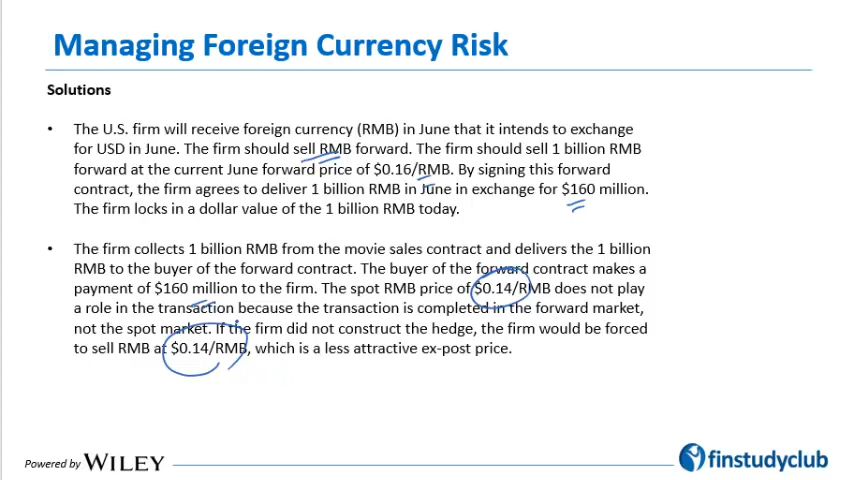 Managing Foreign Currency Risk
Solutions
• The U.S. firm will receive foreign currency (RMB) in June that it intends to exchange
for USD in June. The firm should sell RMB forward. The firm should sell 1 billion RMB
forward at the current June forward price of $0.16/RMB. By signing this forward
contract, the firm agrees to deliver 1 billion RMB in June in exchange for $160 million.
The firm locks in a dollar value of the 1 billion RMB today.
• The firm collects 1 billion RMB from the movie sales contract and delivers the 1 billion
RMB to the buyer of the forward contract. The buyer of the forward contract makes a
payment of $160 million to the firm. The spot RMB price of $0.14/RMB does not play
a role in the transaction because the transaction is completed in the forward market,
not the spot market. If the firm did not construct the hedge, the firm would be forced
to sell RMB at $0.14/RMB, which is a less attractive ex-post price.
Powered by WILEY
finstudyclub